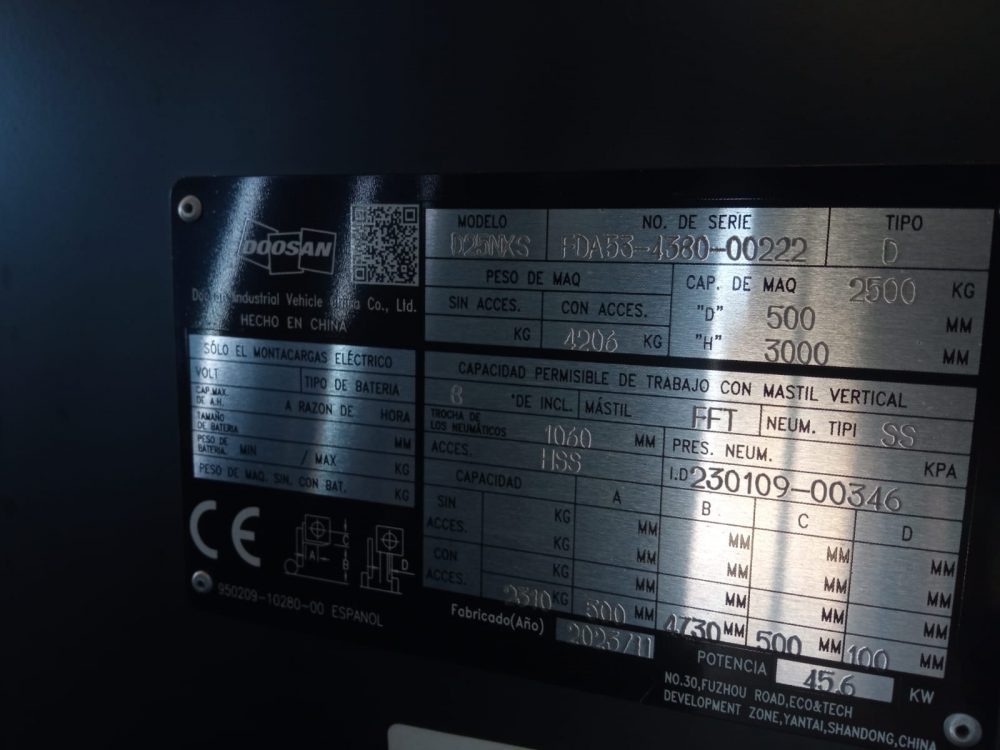 DOOSAN
Doosan Industrial Vehicle China Co., Ltd.
HECHO EN CHINA
SÓLO EL MONTACARGAS ELÉCTRICO
VOLT TIPO DE BATERIA
CAP.MAX. DE A.H. A RAZON DE HORA
TAMAÑO DE BATERIA MM
PESO DE BATERIA. MIN / MAX KG
PESO DE MAQ. SIN. CON BAT. KG
CE
A C B D
950209-10280-00 ESPANOL
MODELO NO. DE SERIE TIPO
D25NXS FDA53-4380-00222 D
PESO DE MAQ CAP. DE MAQ 2500 KG
SIN ACCES. CON ACCES. "D" 500 MM
KG 4206 KG "H" 3000 MM
CAPACIDAD PERMISIBLE DE TRABAJO CON MASTIL VERTICAL
8 °DE INCL. MÁSTIL FFT NEUM. TIPI SS
TROCHA DE LOS NEUMÁTICOS 1060 MM PRES. NEUM. KPA
ACCES. HSS I.D 230109-00346
CAPACIDAD A B C D
SIN ACCES. KG MM MM MM MM
KG MM MM MM MM
CON ACCES. KG MM MM MM MM
2310 KG 500 MM 4730 MM 500 MM 100 MM
Fabricado(Año) 2023/11
POTENCIA 45.6 KW
NO.30,FUZHOU ROAD,ECO&TECH
DEVELOPMENT ZONE,YANTAI,SHANDONG,CHINA